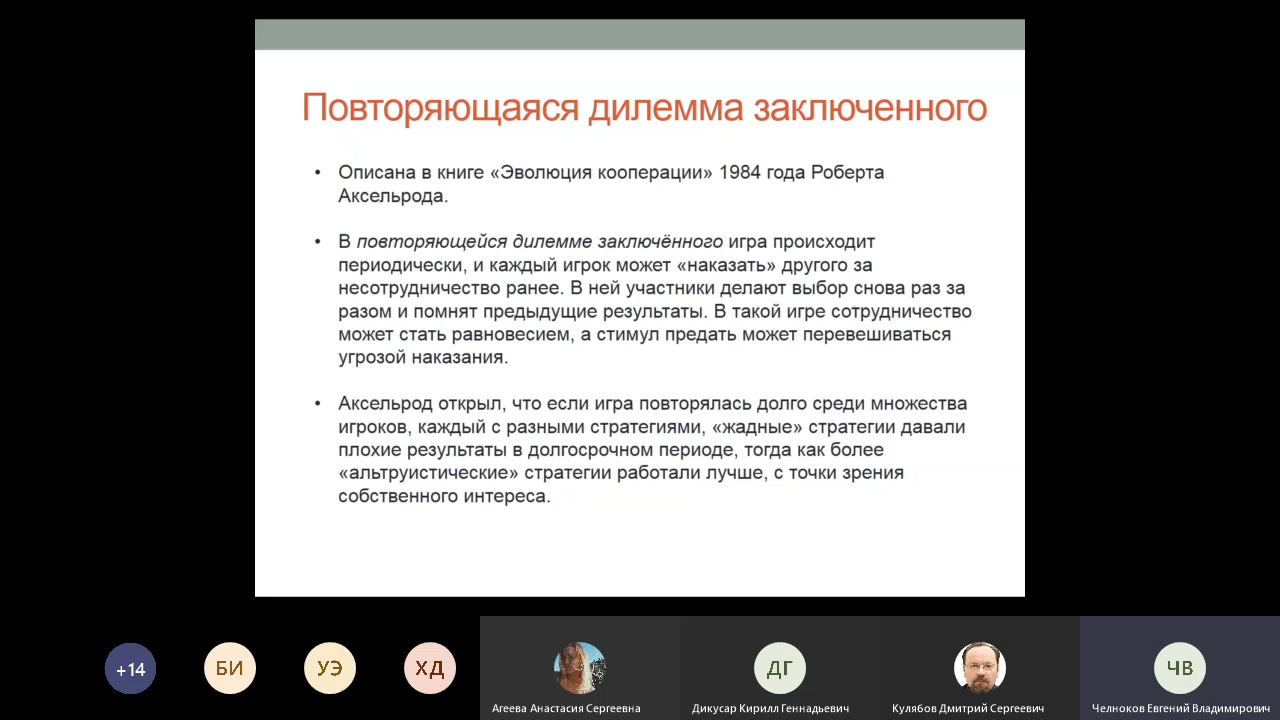 Повторяющаяся дилемма заключенного
• Описана в книге «Эволюция кооперации» 1984 года Роберта
Аксельрода.
• В повторяющейся дилемме заключённого игра происходит
периодически, и каждый игрок может «наказать» другого за
несотрудничество ранее. В ней участники делают выбор снова раз за
разом и помнят предыдущие результаты. В такой игре сотрудничество
может стать равновесием, а стимул предать может перевешиваться
угрозой наказания.
• Аксельрод открыл, что если игра повторялась долго среди множества
игроков, каждый с разными стратегиями, «жадные» стратегии давали
плохие результаты в долгосрочном периоде, тогда как более
«альтруистические» стратегии работали лучше, с точки зрения
собственного интереса.
+14
БИ
УЭ
ХД
ДГ
ЧВ
Агеева Анастасия Сергеевна
Дикусар Кирилл Геннадьевич
Кулябов Дмитрий Сергеевич
Челноков Евгений Владимирович